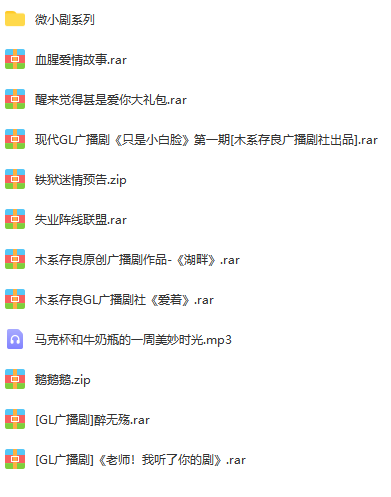 微小剧系列
血腥爱情故事.rar
醒来觉得甚是爱你大礼包.rar
现代GL广播剧《只是小白脸》第一期[木系存良广播剧社出品].rar
铁狱迷情预告.zip
失业阵线联盟.rar
木系存良原创广播剧作品-《湖畔》.rar
木系存良GL广播剧社《爱着》.rar
马克杯和牛奶瓶的一周美妙时光.mp3
鹅鹅鹅.zip
[GL广播剧]醉无殇.rar
[GL广播剧]《老师！我听了你的剧》.rar